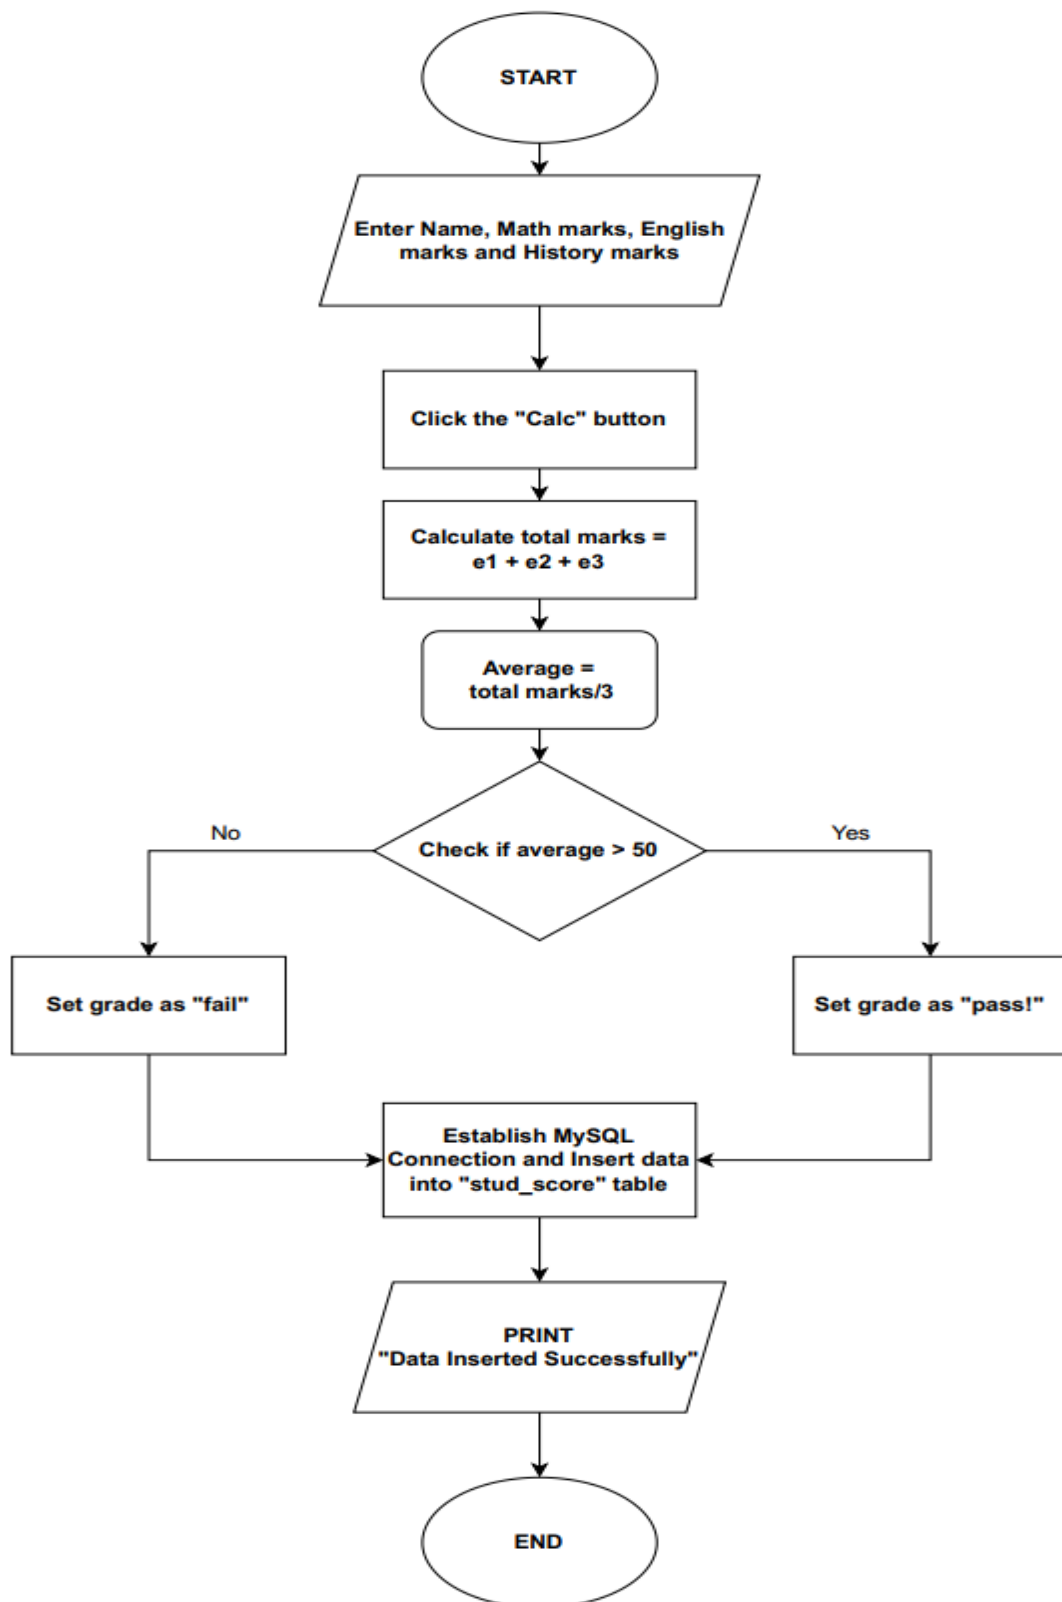 START
Enter Name, Math marks, English
marks and History marks
Click the "Calc" button
Calculate total marks =
e1 + e2 + e3
Average =
total marks/3
Check if average > 50
No
Yes
Set grade as "fail"
Set grade as "pass!"
Establish MySQL
Connection and Insert data
into "stud_score" table
PRINT
"Data Inserted Successfully"
END